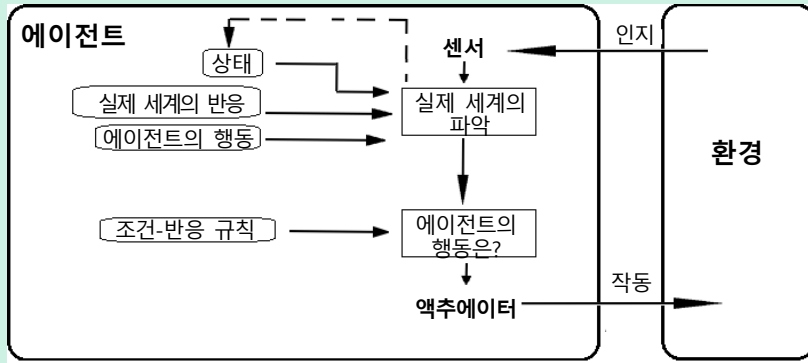 에이전트
상태
센서
인지
실제 세계의 반응
에이전트의 행동
실제 세계의
파악
환경
조건-반응 규칙
에이전트의
행동은?
작동
액추에이터